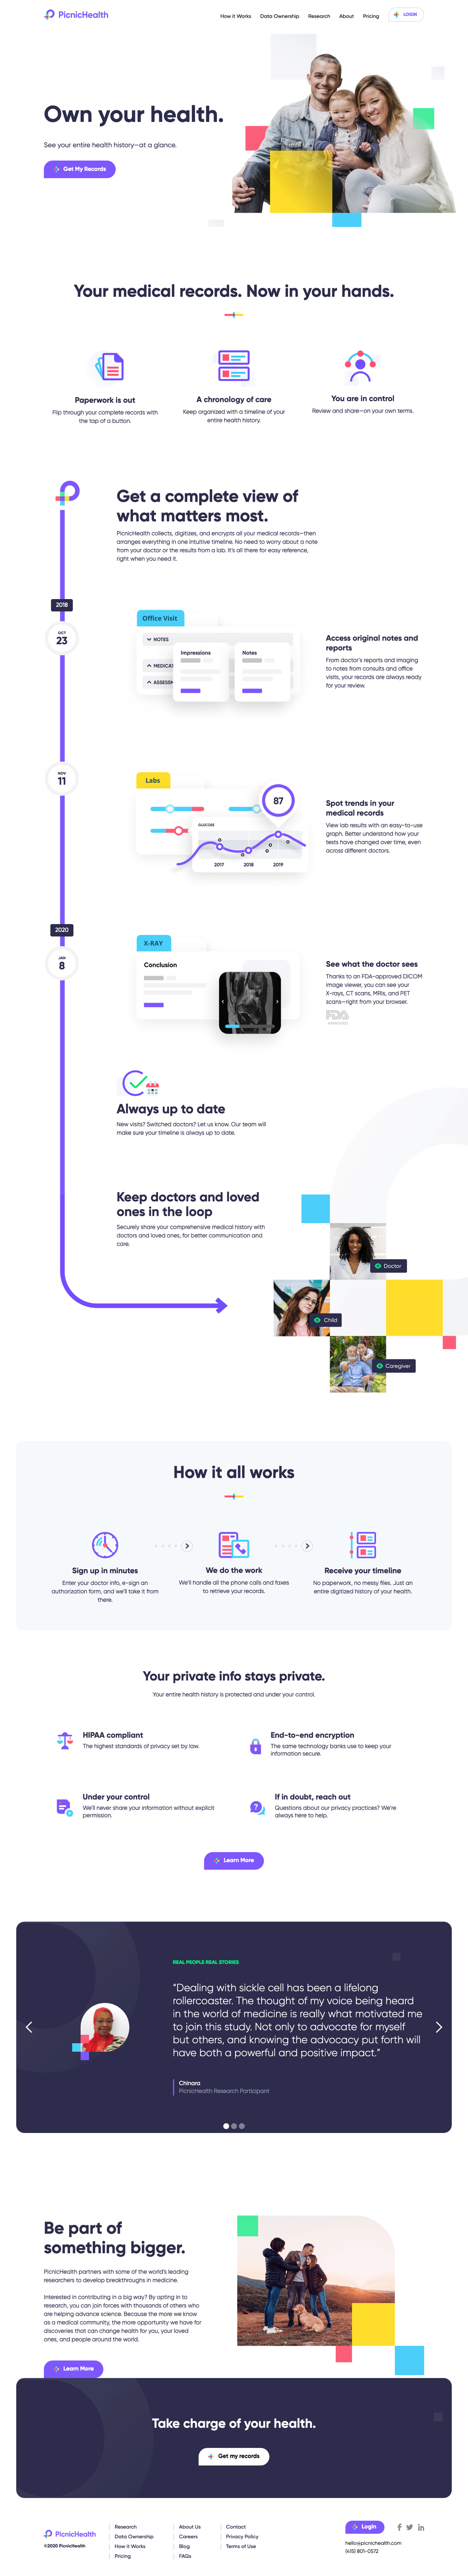 PicnicHealth
How it Works
Data Ownership
Research
About
Pricing
LOGIN
Own your health.
See your entire health history—at a glance.
Get My Records
Your medical records. Now in your hands.
Paperwork is out
Flip through your complete records with
the tap of a button.
A chronology of care
Keep organized with a timeline of your
entire health history.
You are in control
Review and share—on your own terms.
Get a complete view of
what matters most.
PicnicHealth collects, digitizes, and encrypts all your medical records—then
arranges everything in one intuitive timeline. No need to worry about a note
from your doctor or the results from a lab. It's all there for easy reference,
right when you need it.
2018
OCT
23
Office Visit
NOTES
MEDICAT
ASSESSM
Impressions
Notes
Access original notes and
reports
From doctor's reports and imaging
to notes from consults and office
visits, your records are always ready
for your review.
NOV
11
Labs
87
GLUCOSE
2017
2018
2019
Spot trends in your
medical records
View lab results with an easy-to-use
graph. Better understand how your
tests have changed over time, even
across different doctors.
2020
JAN
8
X-RAY
Conclusion
See what the doctor sees
Thanks to an FDA-approved DICOM
image viewer, you can see your
X-rays, CT scans, MRIs, and PET
scans—right from your browser.
FDA
APPROVED
Always up to date
New visits? Switched doctors? Let us know. Our team will
make sure your timeline is always up to date.
Keep doctors and loved
ones in the loop
Securely share your comprehensive medical history with
doctors and loved ones, for better communication and
care.
Doctor
Child
Caregiver
How it all works
Sign up in minutes
Enter your doctor info, e-sign an
authorization form, and we'll take it from
there.
We do the work
We'll handle all the phone calls and faxes
to retrieve your records.
Receive your timeline
No paperwork, no messy files. Just an
entire digitized history of your health.
Your private info stays private.
Your entire health history is protected and under your control.
HIPAA compliant
The highest standards of privacy set by law.
End-to-end encryption
The same technology banks use to keep your
information secure.
Under your control
We'll never share your information without explicit
permission.
If in doubt, reach out
Questions about our privacy practices? We're
always here to help.
Learn More
REAL PEOPLE REAL STORIES
“Dealing with sickle cell has been a lifelong
rollercoaster. The thought of my voice being heard
in the world of medicine is really what motivated me
to join this study. Not only to advocate for myself
but others, and knowing the advocacy put forth will
have both a powerful and positive impact.”
Chinara
PicnicHealth Research Participant
Be part of
something bigger.
PicnicHealth partners with some of the world's leading
researchers to develop breakthroughs in medicine.
Interested in contributing in a big way? By opting in to
research, you can join forces with thousands of others who
are helping advance science. Because the more we know
as a medical community, the more opportunity we have for
discoveries that can change health for you, your loved
ones, and people around the world.
Learn More
Take charge of your health.
Get my records
PicnicHealth
©2020 PicnicHealth
Research
Data Ownership
How it Works
Pricing
About Us
Careers
Blog
FAQs
Contact
Privacy Policy
Terms of Use
Login
hello@picnichealth.com
(415) 801-0572